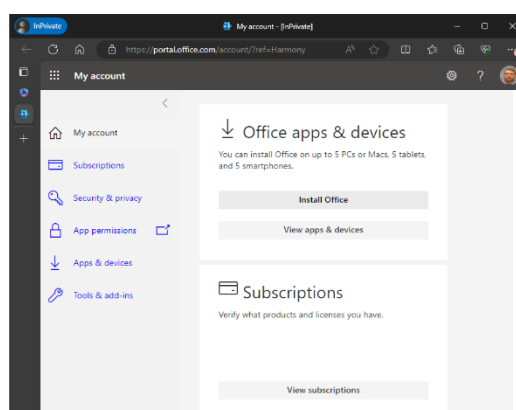 InPrivate
My account - [InPrivate]
https://portal.office.com/account/?ref=Harmony
My account
?
My account
Subscriptions
Security & privacy
App permissions
Apps & devices
Tools & add-ins
Office apps & devices
You can install Office on up to 5 PCs or Macs, 5 tablets,
and 5 smartphones.
Install Office
View apps & devices
Subscriptions
Verify what products and licenses you have.
View subscriptions